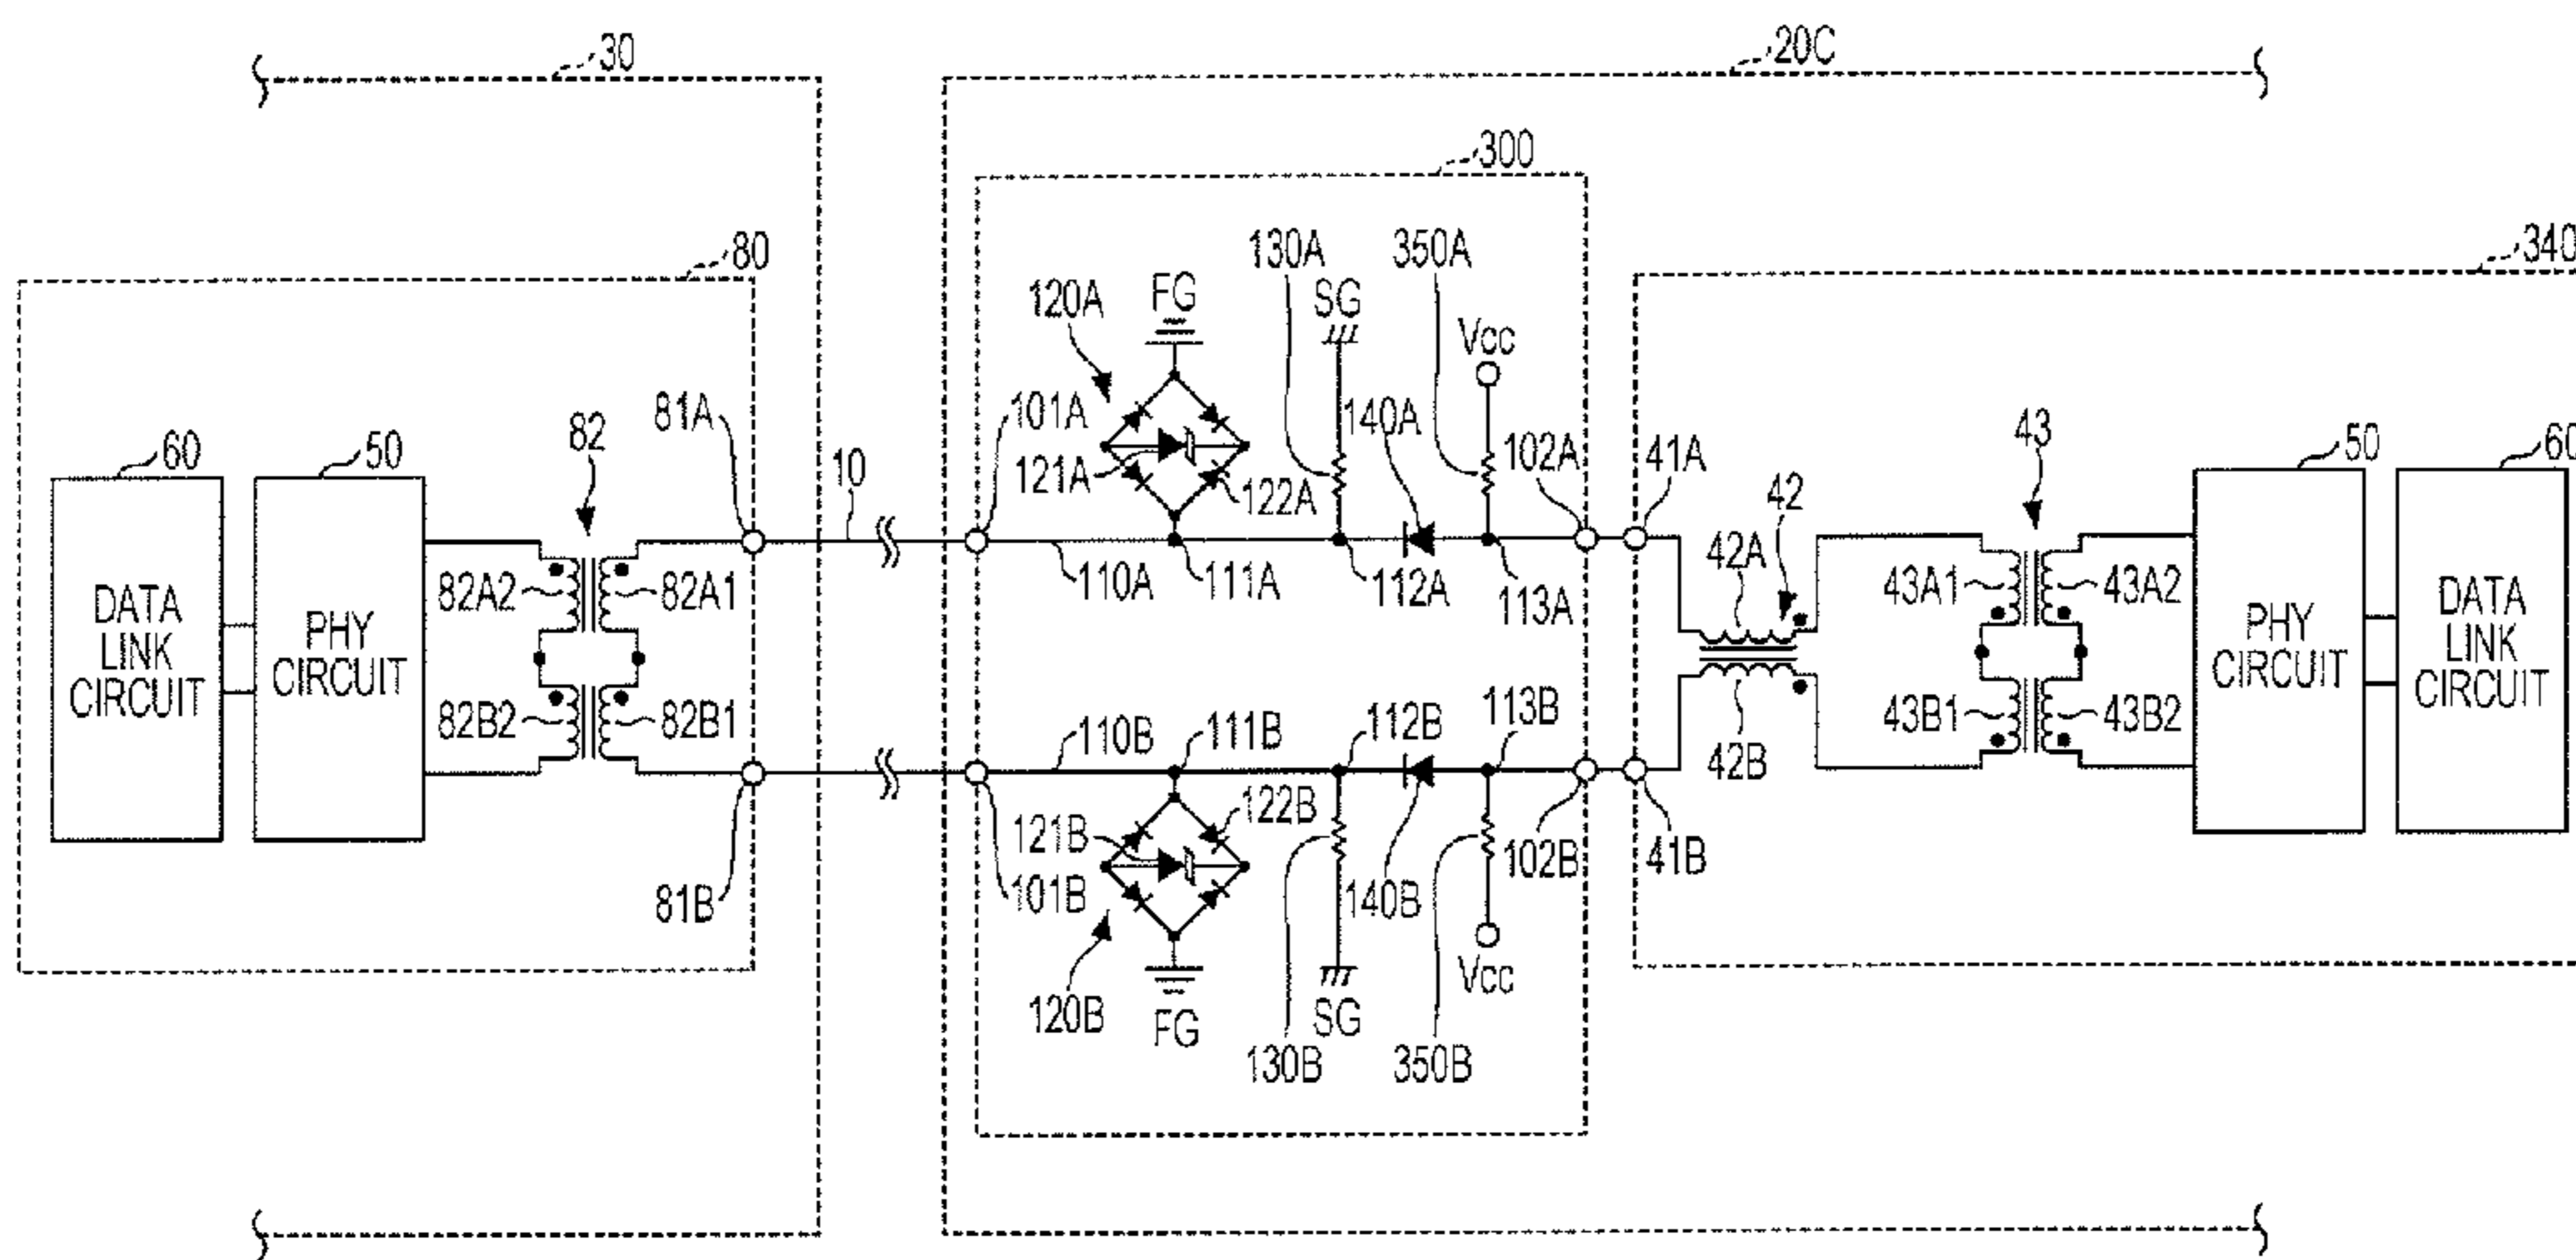 30
20C
300
80
340
130A
350A
120A
FG
SG
Vcc
60
50
82
81A
10
101A
121A
122A
140A
102A
41A
42
43
50
60
DATA
LINK
CIRCUIT
PHY
CIRCUIT
82A2
82A1
110A
111A
112A
113A
42A
43A1
43A2
PHY
CIRCUIT
DATA
LINK
CIRCUIT
82B2
82B1
110B
111B
112B
113B
42B
43B1
43B2
81B
101B
121B
122B
140B
102B
41B
120B
FG
130B
SG
350B
Vcc